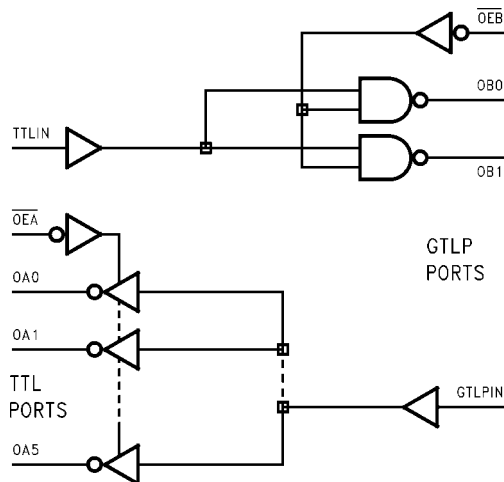 OEB
OB0
TTLIN
OB1
OEA
GTLP
PORTS
OA0
OA1
TTL
PORTS
GTLPIN
OA5